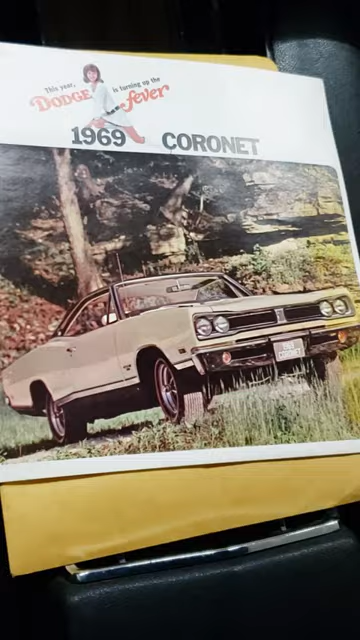 This year, DODGE is turning up the fever
1969 CORONET